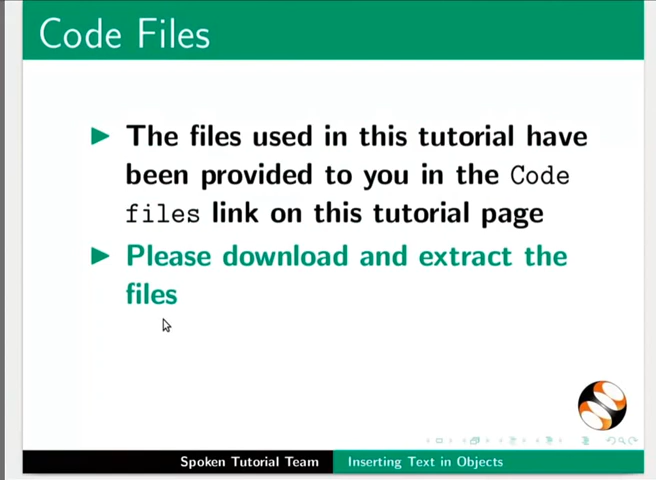 Code Files
The files used in this tutorial have
been provided to you in the Code
files link on this tutorial page
Please download and extract the
files
Spoken Tutorial Team
Inserting Text in Objects